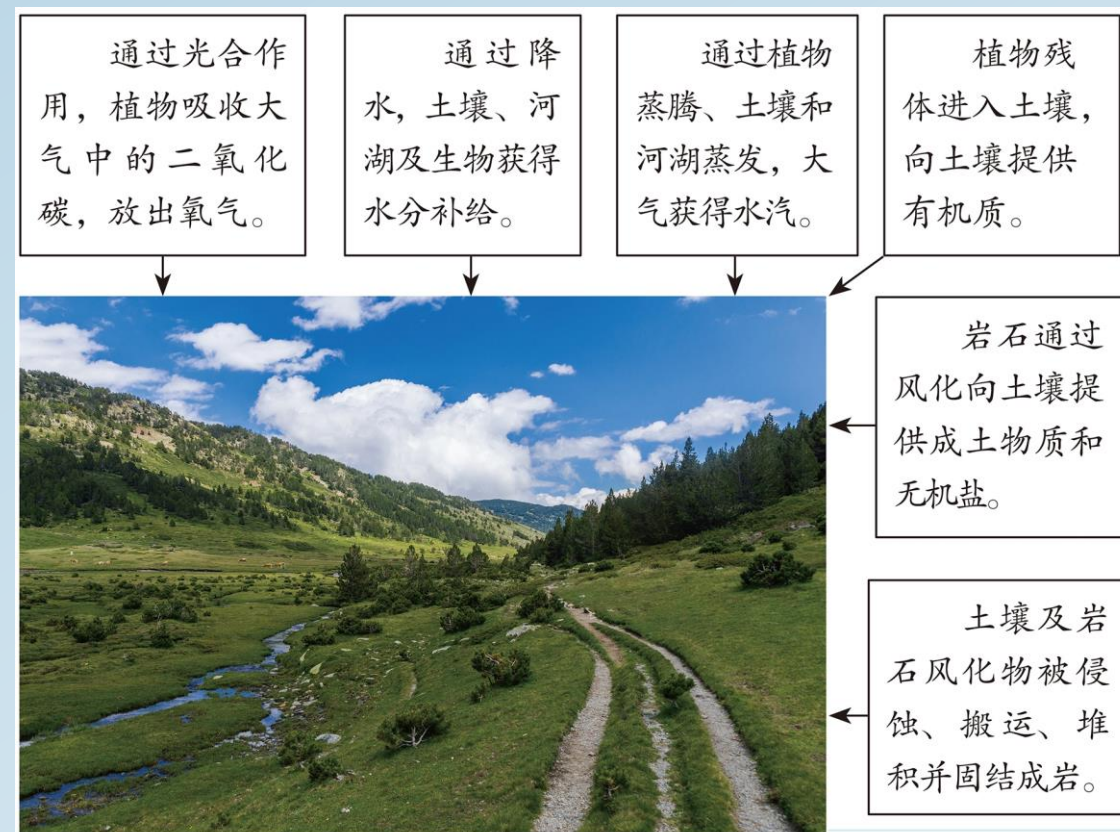 通过光合作
用，植物吸收大
气中的二氧化
碳，放出氧气。
通过降
水，土壤、河
湖及生物获得
水分补给。
通过植物
蒸腾、土壤和
河湖蒸发，大
气获得水汽。
植物残
体进入土壤，
向土壤提供
有机质。
岩石通过
风化向土壤提
供成土物质和
无机盐。
土壤及岩
石风化物被侵
蚀、搬运、堆
积并固结成岩。